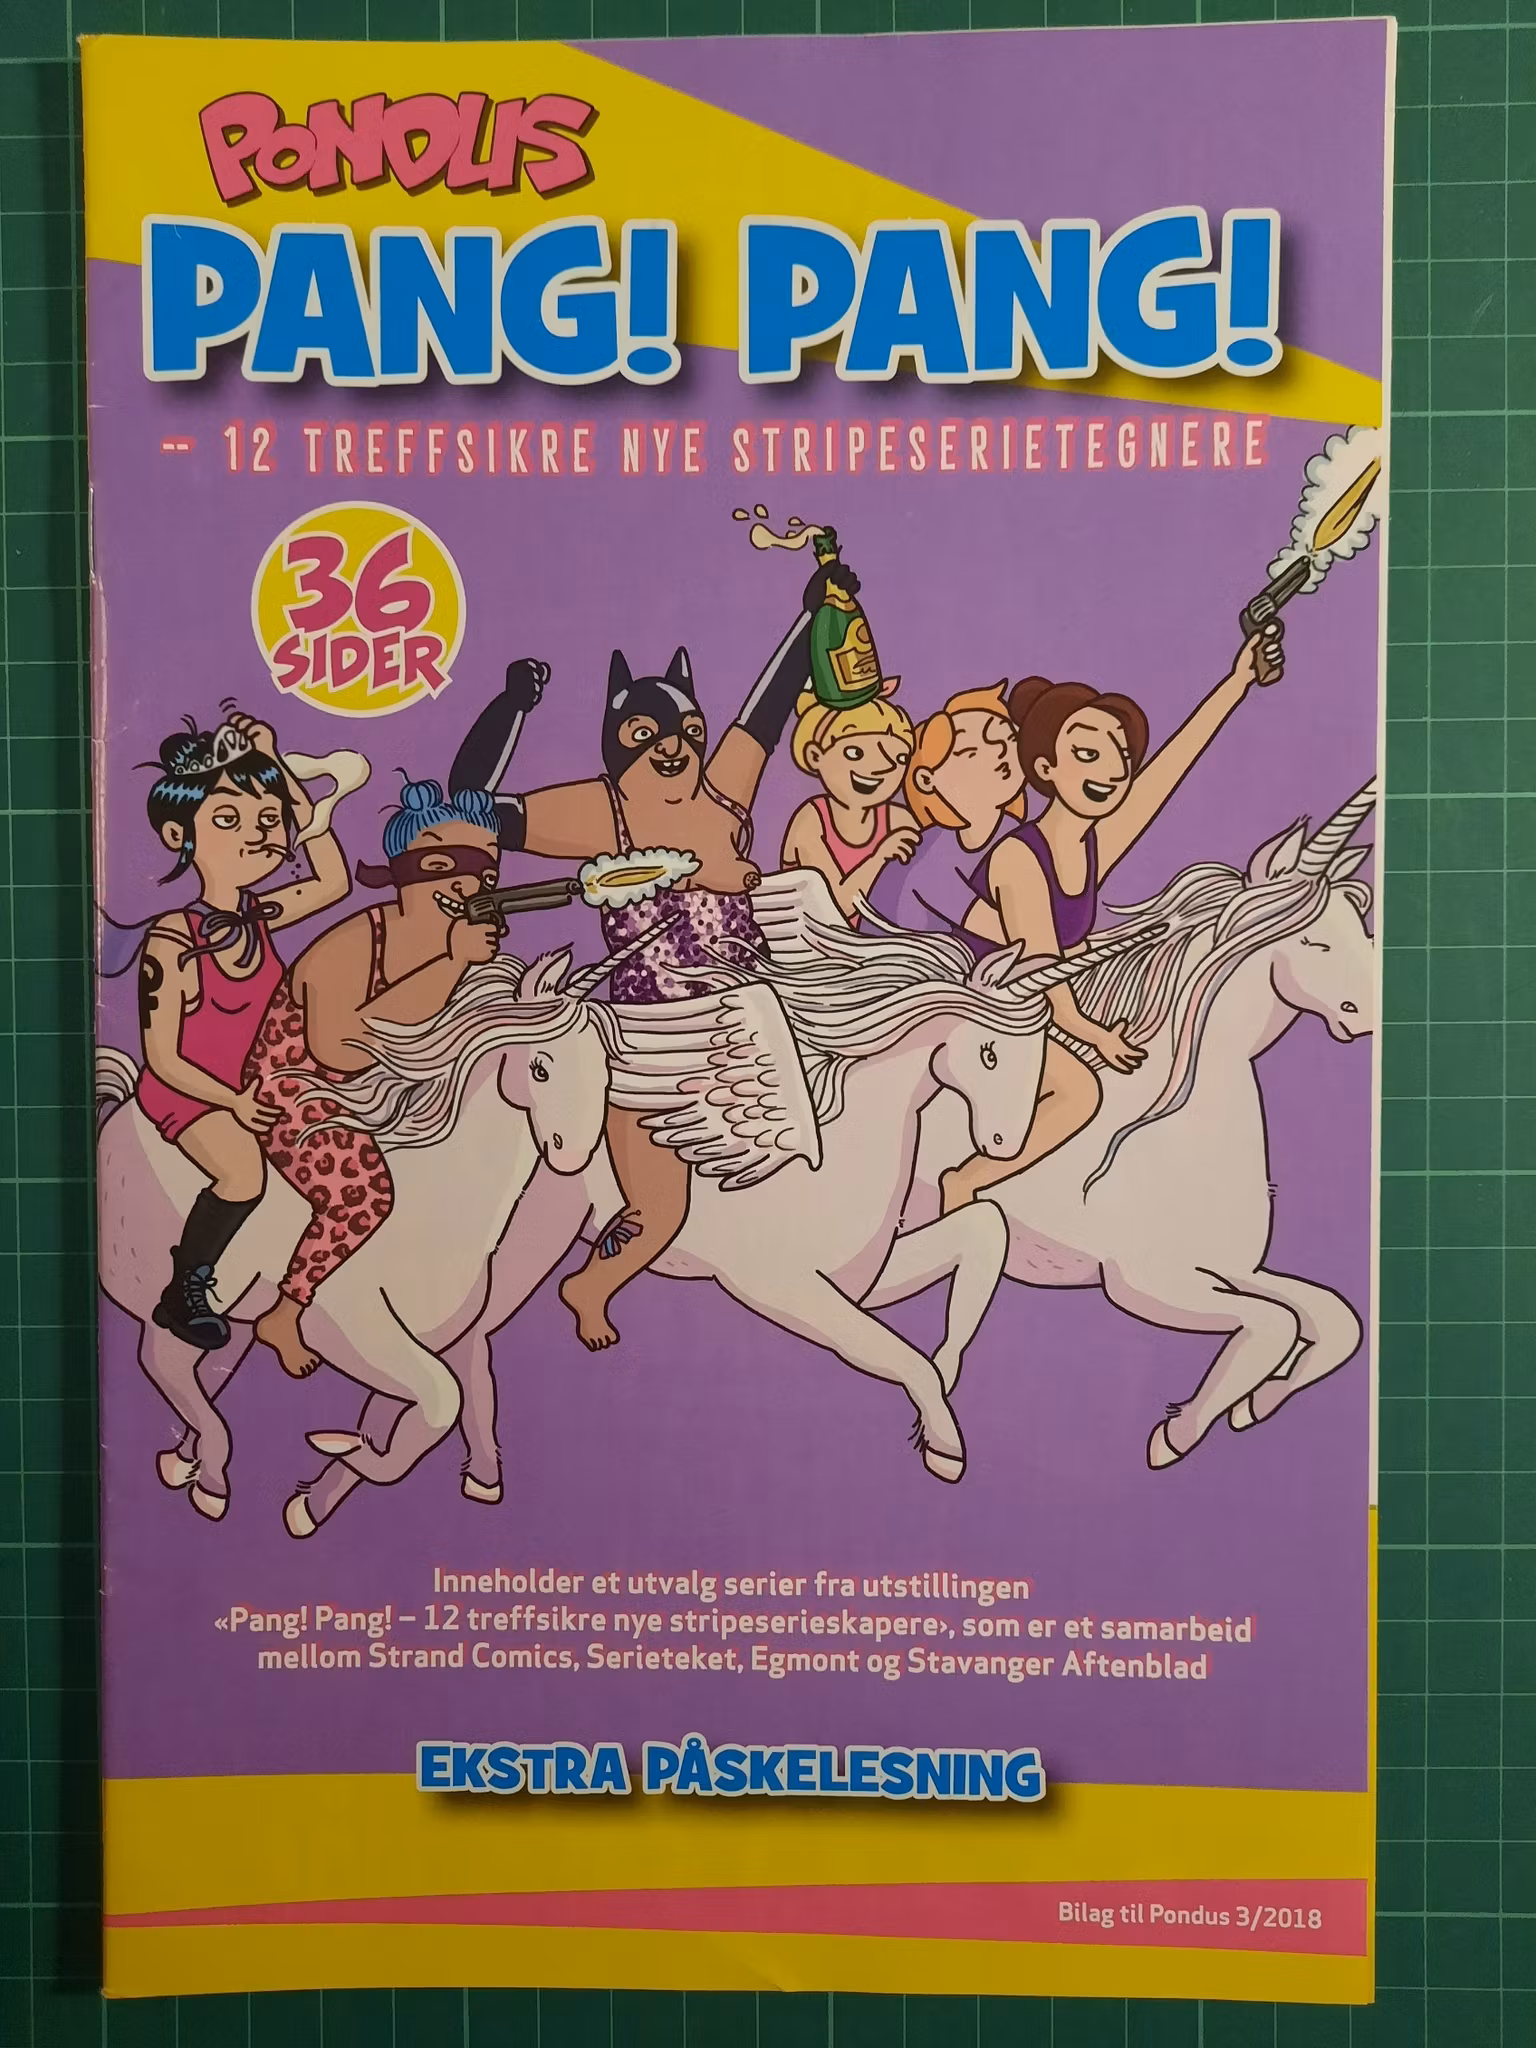 PONDUS
PANG! PANG!
-- 12 TREFFSIKRE NYE STRIPESERIETEGNERE
36
SIDER
Inneholder et utvalg serier fra utstillingen
«Pang! Pang! – 12 treffsikre nye stripeserieskapere›, som er et samarbeid
mellom Strand Comics, Serieteket, Egmont og Stavanger Aftenblad
EKSTRA PÅSKELESNING
Bilag til Pondus 3/2018